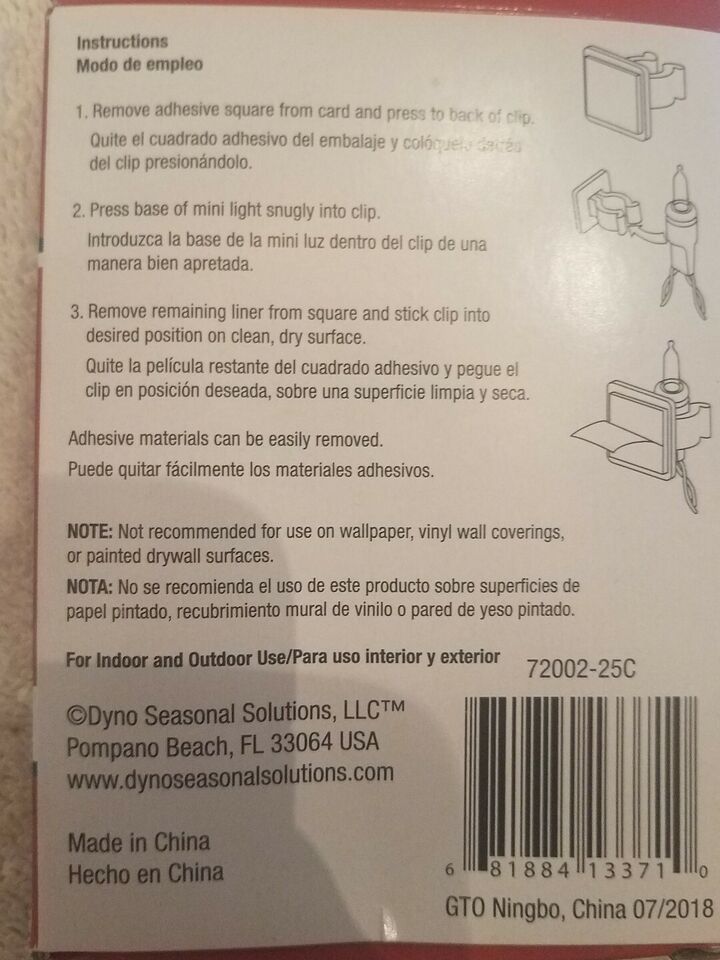 Instructions
Modo de empleo
1. Remove adhesive square from card and press to back of clip.
Quite el cuadrado adhesivo del embalaje y colóquelo detrás
del clip presionándolo.
2. Press base of mini light snugly into clip.
Introduzca la base de la mini luz dentro del clip de una
manera bien apretada.
3. Remove remaining liner from square and stick clip into
desired position on clean, dry surface.
Quite la película restante del cuadrado adhesivo y pegue el
clip en posición deseada, sobre una superficie limpia y seca.
Adhesive materials can be easily removed.
Puede quitar fácilmente los materiales adhesivos.
NOTE: Not recommended for use on wallpaper, vinyl wall coverings,
or painted drywall surfaces.
NOTA: No se recomienda el uso de este producto sobre superficies de
papel pintado, recubrimiento mural de vinilo o pared de yeso pintado.
For Indoor and Outdoor Use/Para uso interior y exterior
72002-25C
©Dyno Seasonal Solutions, LLC™
Pompano Beach, FL 33064 USA
www.dynoseasonalsolutions.com
Made in China
Hecho en China
6 81884 13371 0
GTO Ningbo, China 07/2018